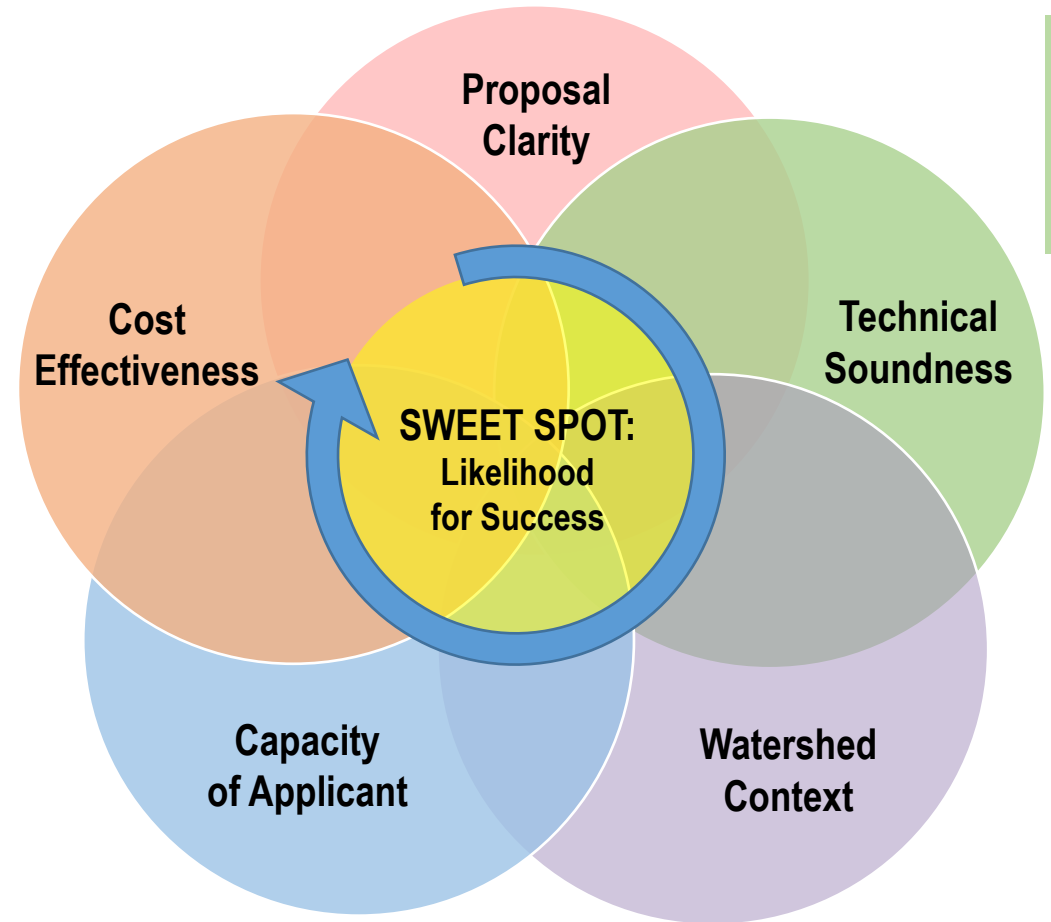 Proposal
Clarity
Cost
Effectiveness
Technical
Soundness
SWEET SPOT:
Likelihood
for Success
Capacity
of Applicant
Watershed
Context